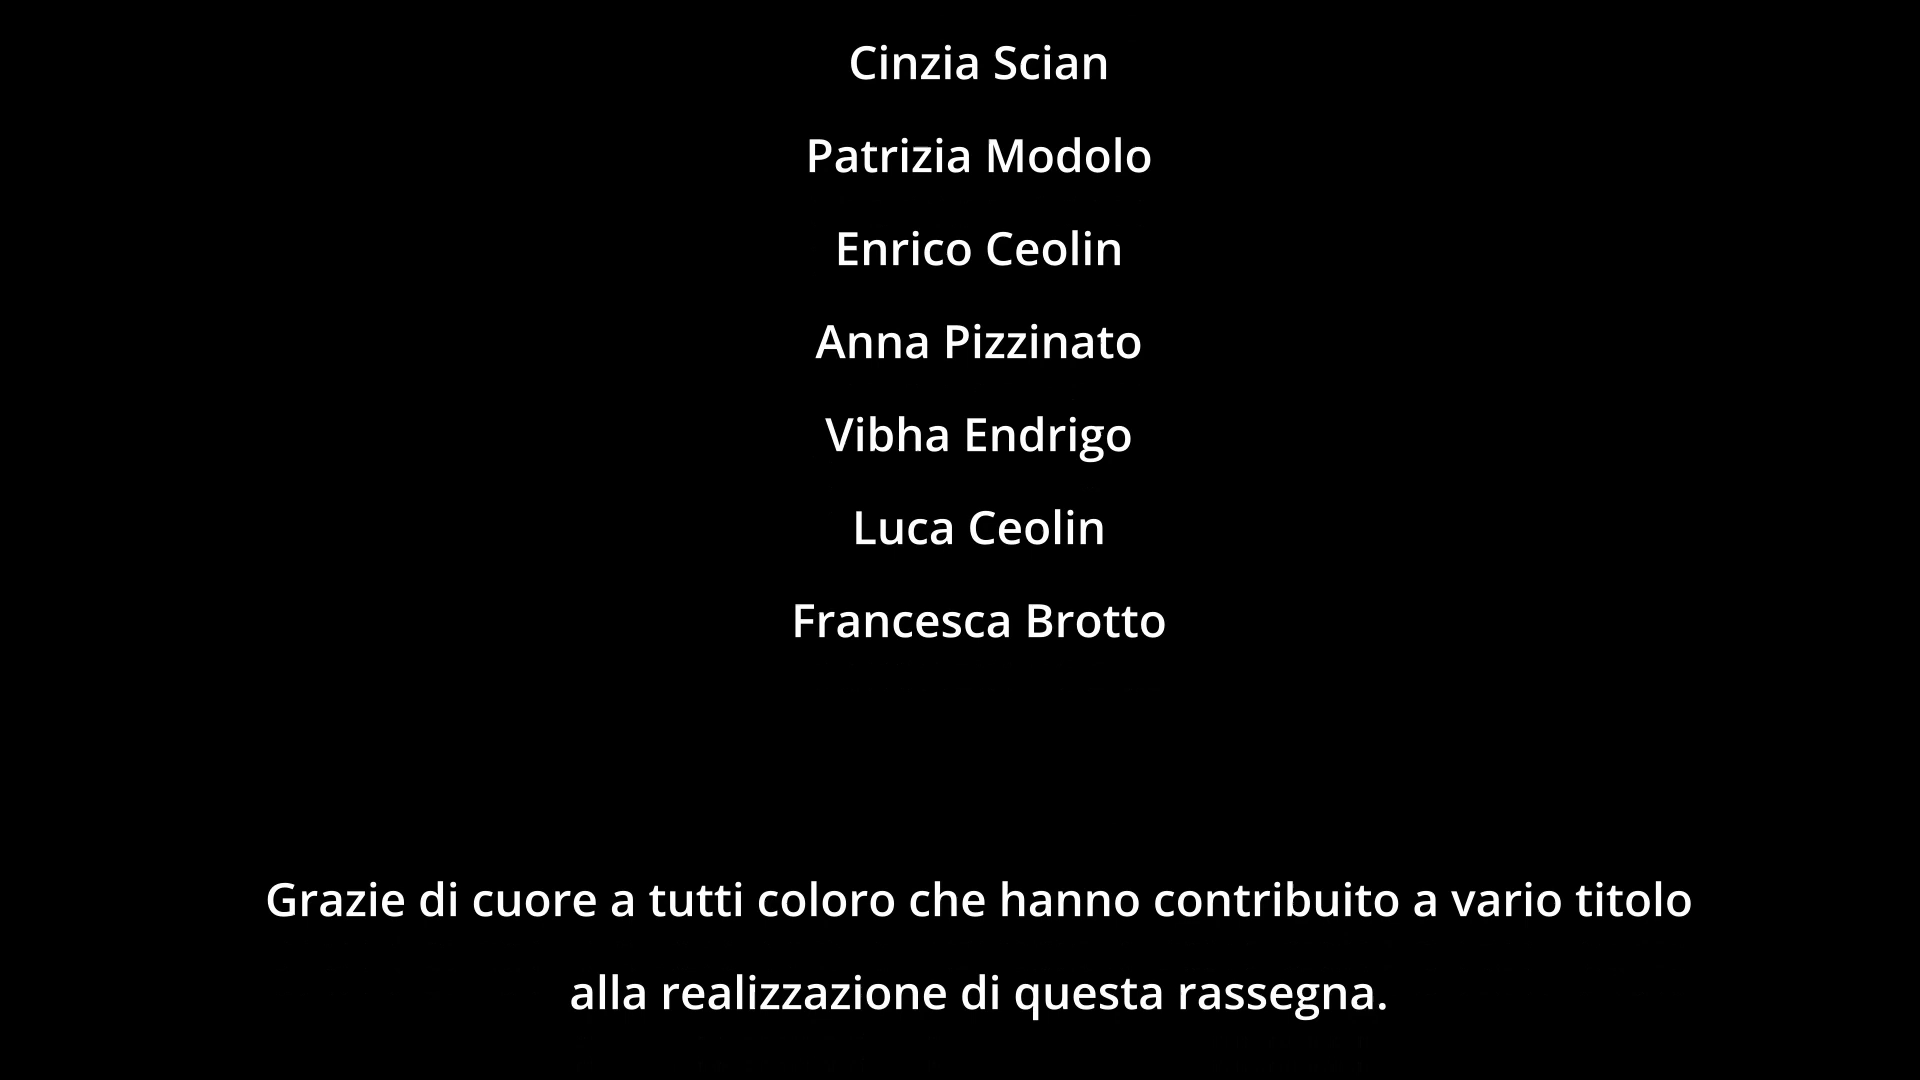 Cinzia Scian
Patrizia Modolo
Enrico Ceolin
Anna Pizzinato
Vibha Endrigo
Luca Ceolin
Francesca Brotto
Grazie di cuore a tutti coloro che hanno contribuito a vario titolo
alla realizzazione di questa rassegna.